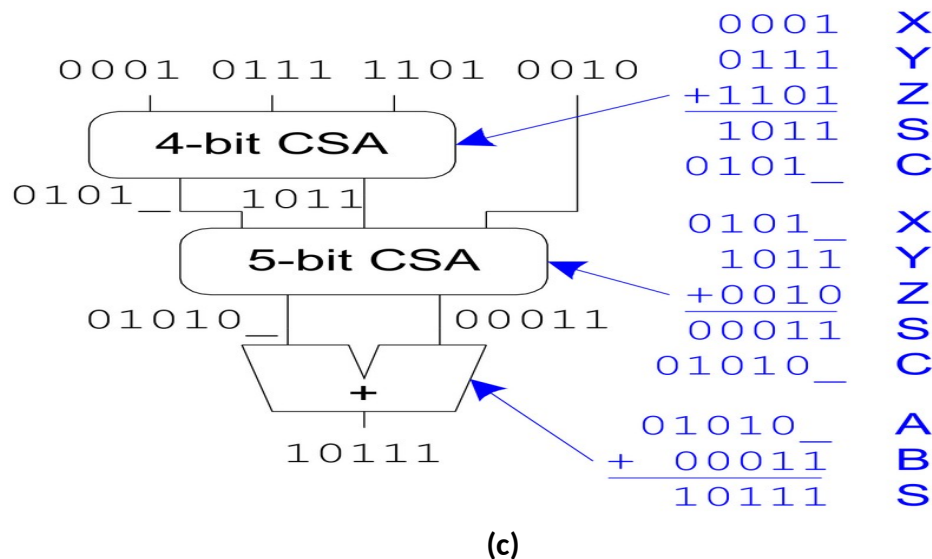 0001 0111 1101 0010
4-bit CSA
0101_ 1011
5-bit CSA
01010_ 00011
+
10111
0001 X
0111 Y
+1101 Z
1011 S
0101_ C
0101_ X
1011 Y
+0010 Z
00011 S
01010_ C
01010_ A
+ 00011 B
10111 S
(c)